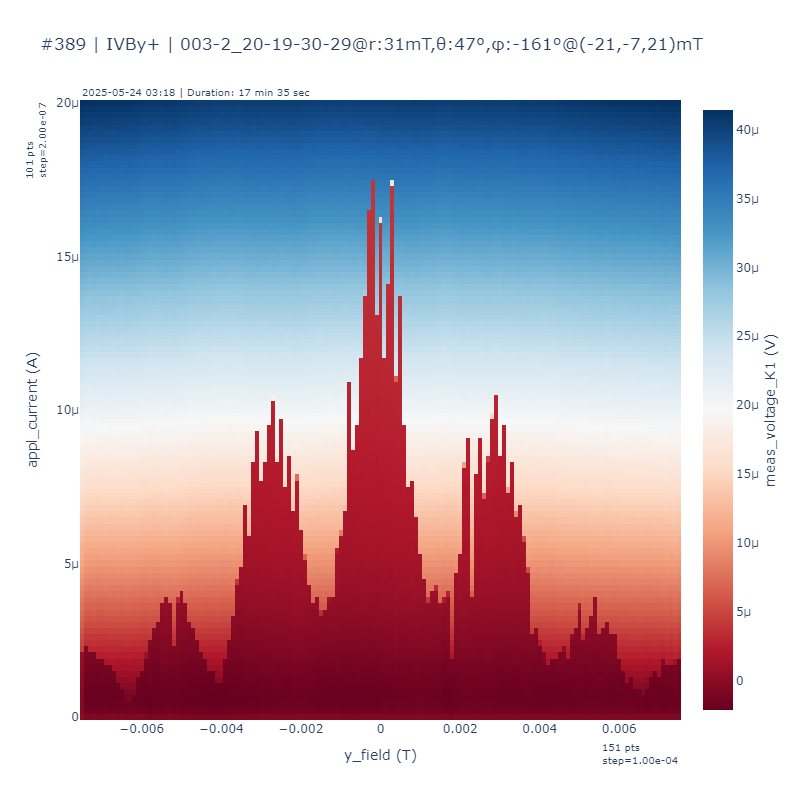 #389 | IVBy+ | 003-2_20-19-30-29@r:31mT,θ:47°,φ:-161°@(-21,-7,21)mT
2025-05-24 03:18 | Duration: 17 min 35 sec
101 pts
step=2.00e-07
20μ
15μ
10μ
5μ
0
appl_current (A)
−0.006
−0.004
−0.002
0
0.002
0.004
0.006
y_field (T)
151 pts
step=1.00e-04
40μ
35μ
30μ
25μ
20μ
15μ
10μ
5μ
0
meas_voltage_K1 (V)